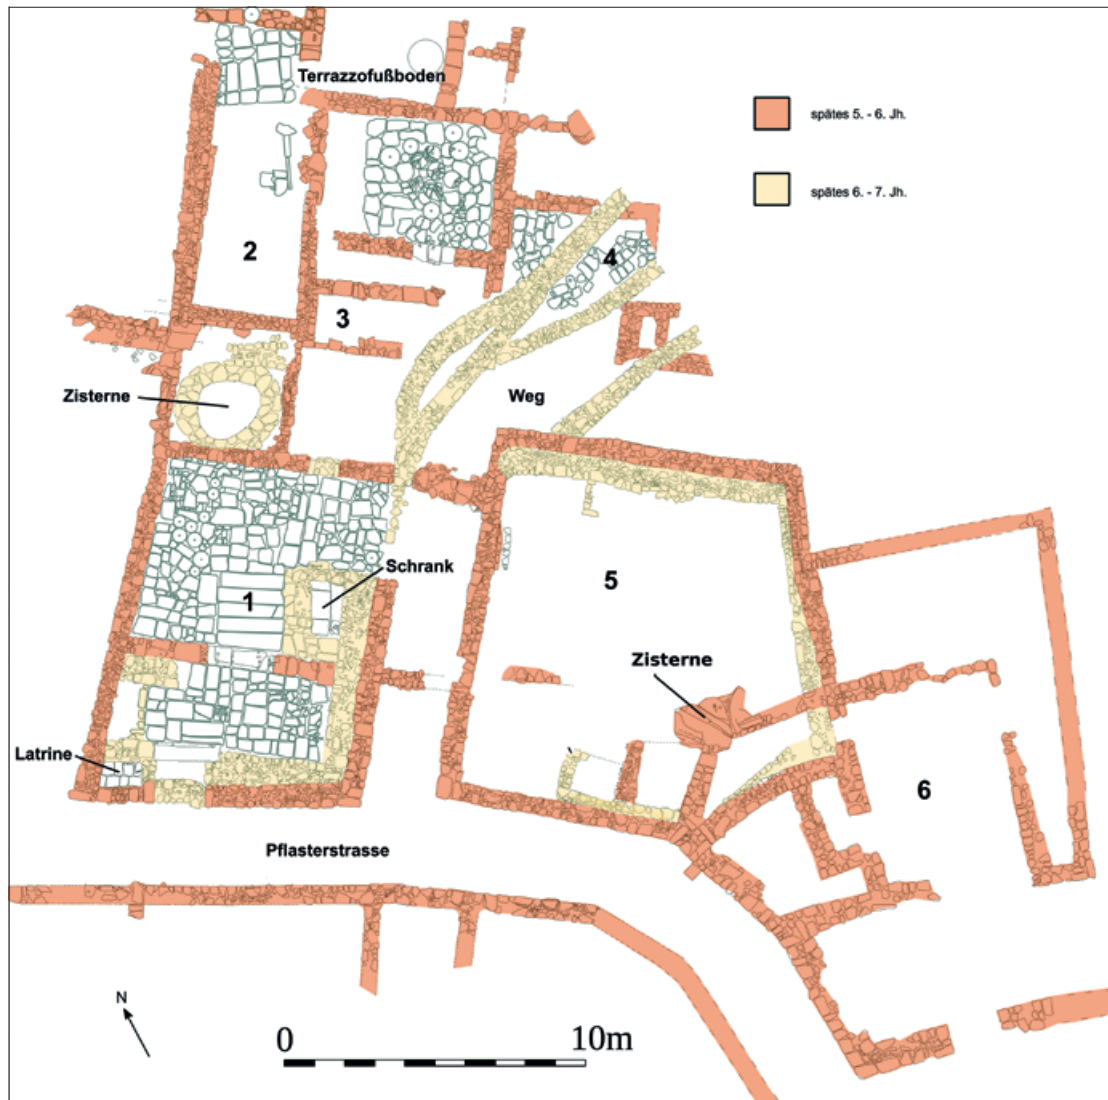 Terrazzofußboden
spätes 5. - 6. Jh.
spätes 6. - 7. Jh.
2
4
3
Zisterne
Weg
Schrank
5
1
Zisterne
Latrine
6
Pflasterstrasse
N
0
10m